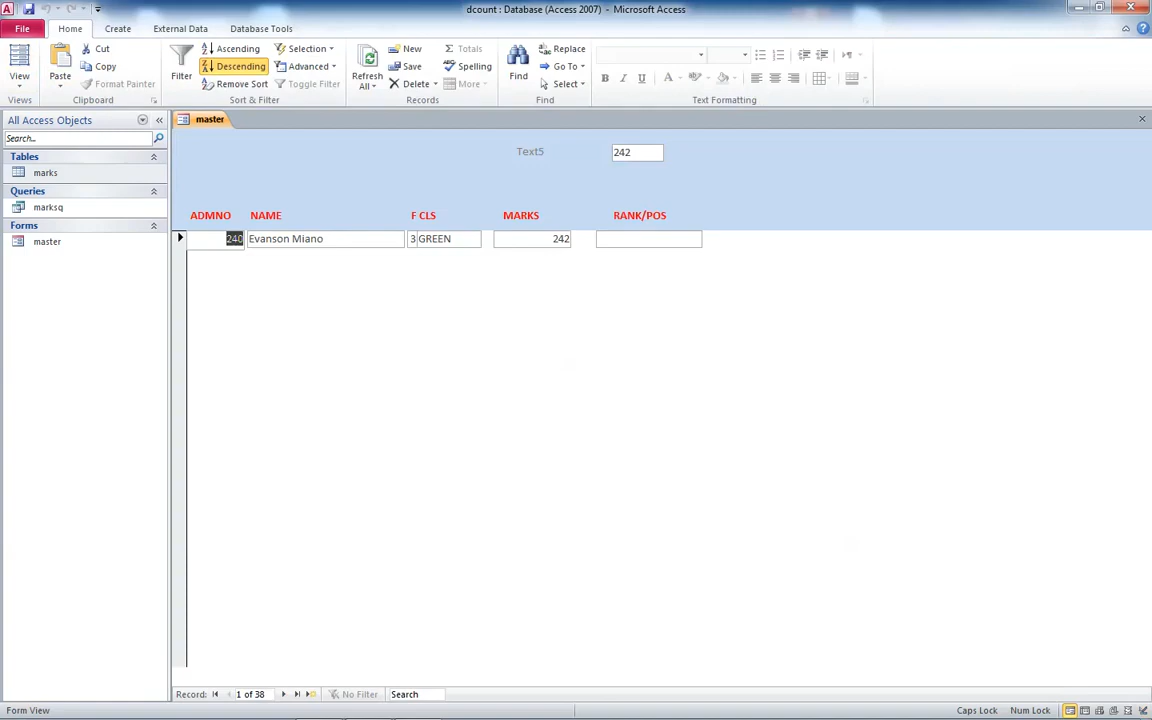 dcount : Database (Access 2007) - Microsoft Access
File Home Create External Data Database Tools
View
Views
Paste
Cut
Copy
Format Painter
Clipboard
Filter
Ascending
Descending
Remove Sort
Selection
Advanced
Toggle Filter
Sort & Filter
Refresh
All
New
Save
Delete
Totals
Spelling
More
Records
Find
Replace
Go To
Select
Find
B I U
A
Text Formatting
All Access Objects
Search...
Tables
marks
Queries
marksq
Forms
master
master
Text5 242
ADMNO NAME F CLS MARKS RANK/POS
240 Evanson Miano 3 GREEN 242
Record: 1 of 38 No Filter Search
Form View Caps Lock Num Lock